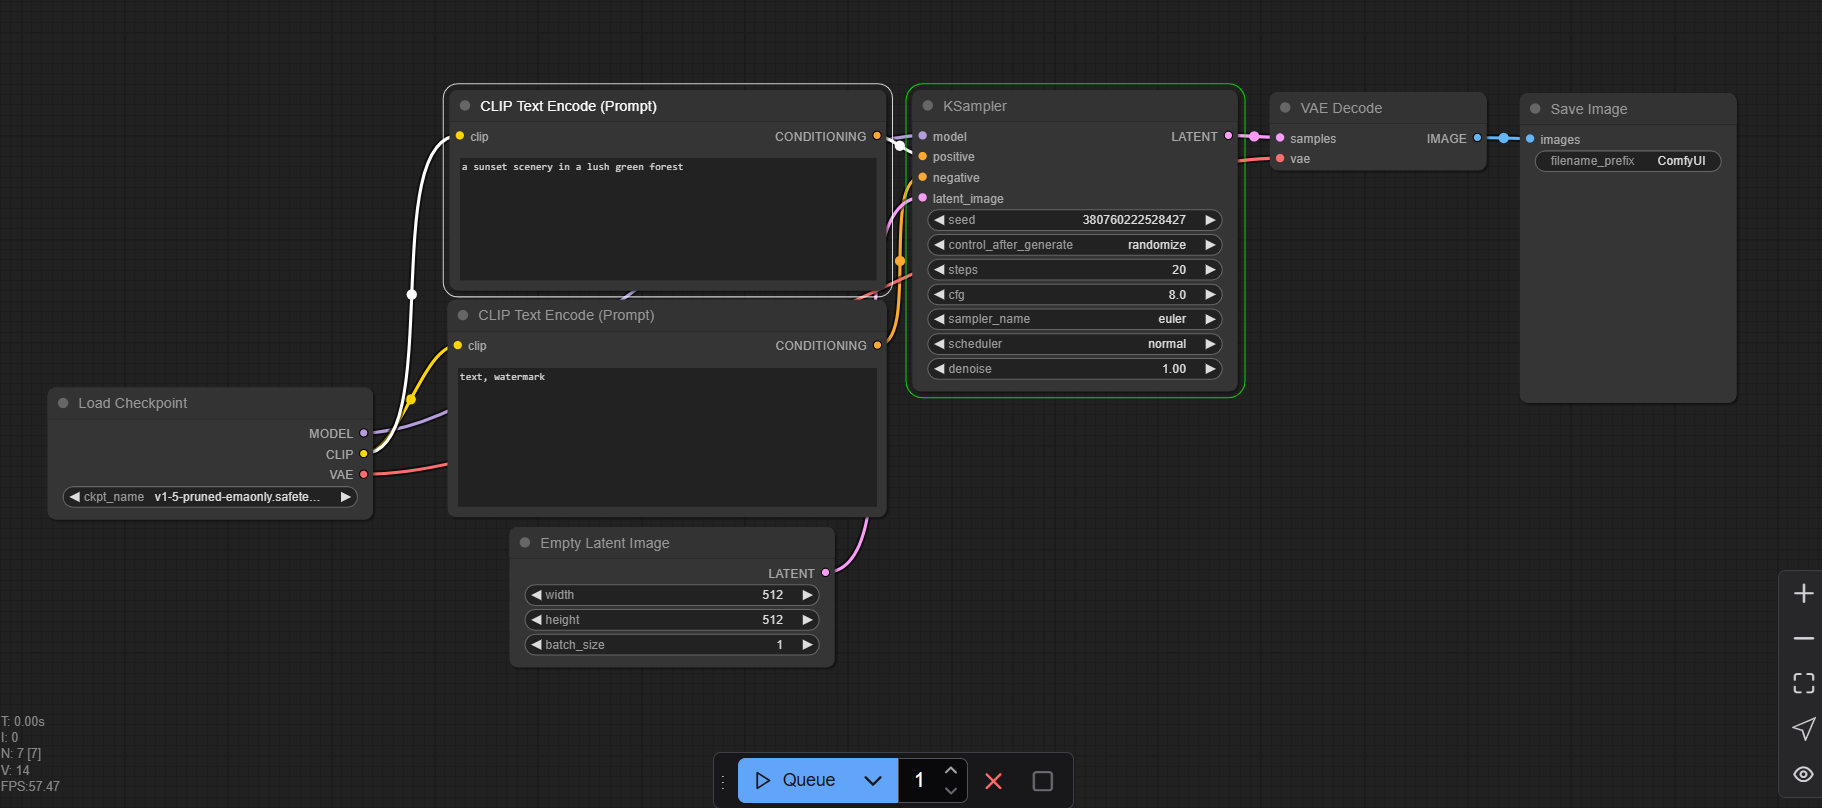 CLIP Text Encode (Prompt)
clip
CONDITIONING
a sunset scenery in a lush green forest
KSampler
model
LATENT
positive
negative
latent_image
seed 380760222528427
control_after_generate randomize
steps 20
cfg 8.0
sampler_name euler
scheduler normal
denoise 1.00
VAE Decode
samples
IMAGE
vae
Save Image
images
filename_prefix ComfyUI
CLIP Text Encode (Prompt)
clip
CONDITIONING
text, watermark
Load Checkpoint
MODEL
CLIP
VAE
ckpt_name v1-5-pruned-emaonly.safete...
Empty Latent Image
LATENT
width 512
height 512
batch_size 1
T: 0.00s
I: 0
N: 7 [7]
V: 14
FPS:57.47
Queue
1